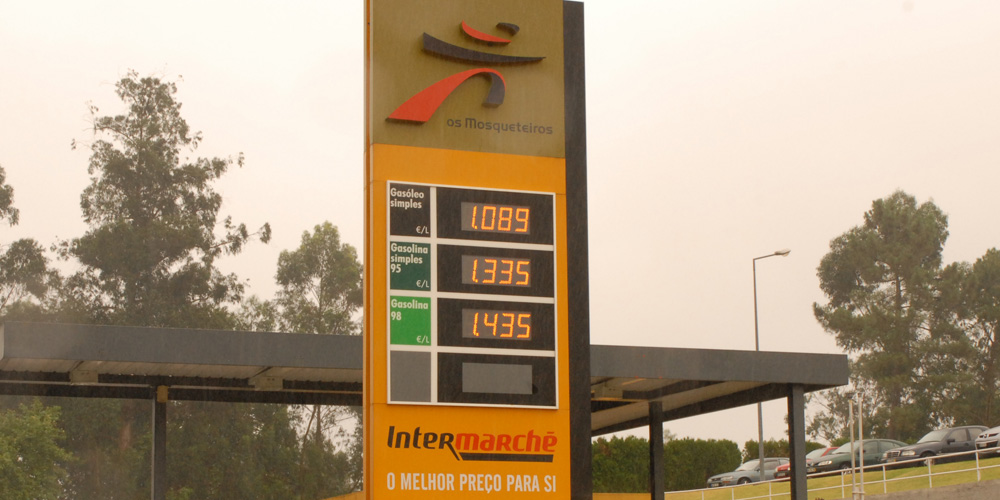 os Mosqueteiros
Gasóleo
simples
€/L
1.089
Gasolina
simples
95
€/L
1.335
Gasolina
98
€/L
1.435
Intermarchē
O MELHOR PREÇO PARA SI